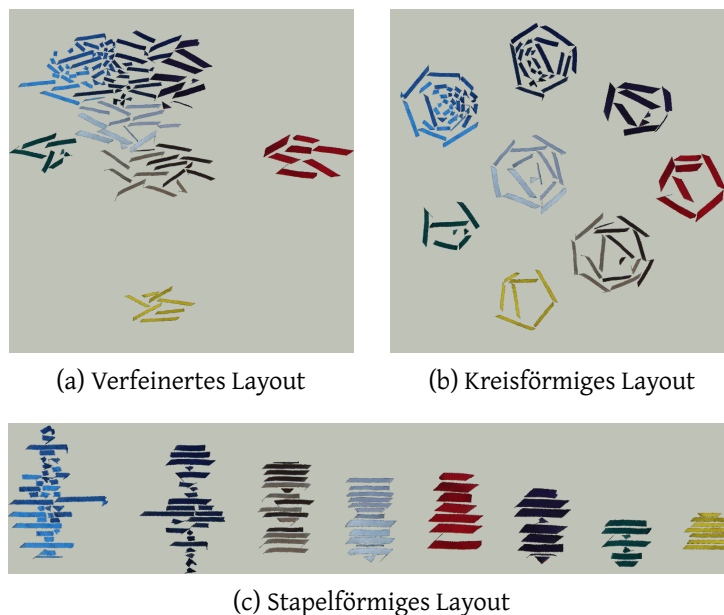 (a) Verfeinertes Layout
(b) Kreisförmiges Layout
(c) Stapelförmiges Layout